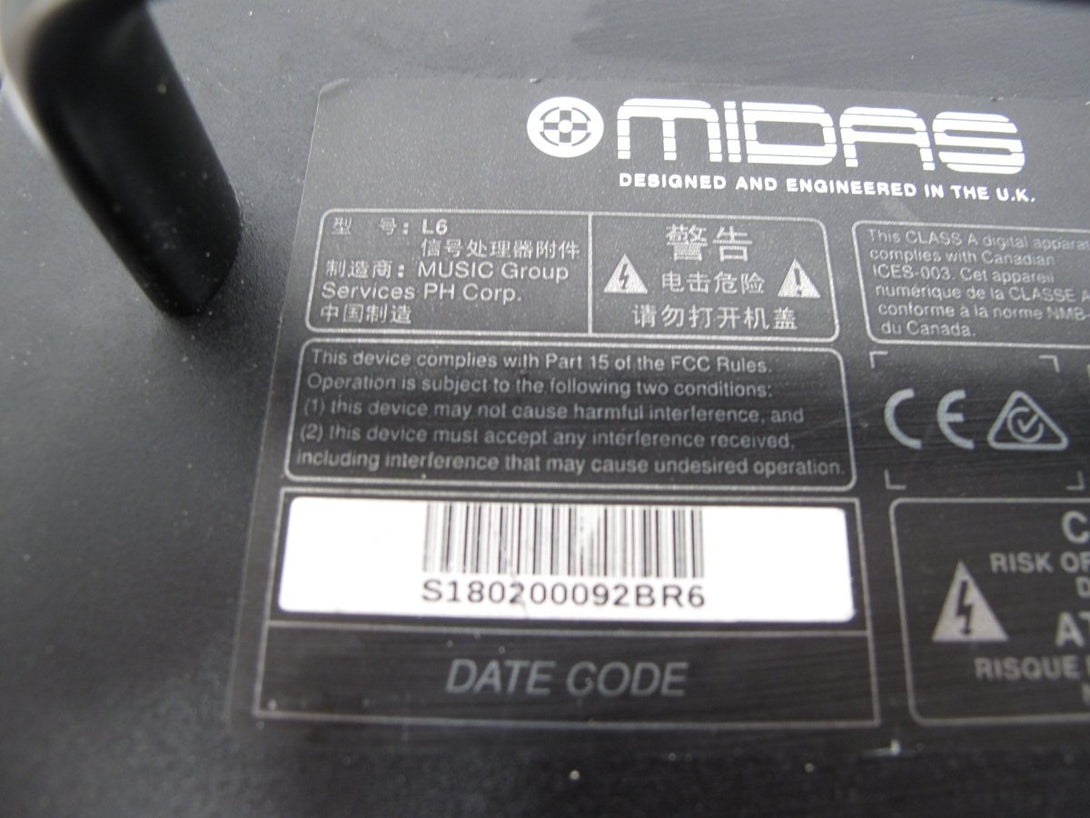 MIDAS
DESIGNED AND ENGINEERED IN THE U.K.
型 号: L6
信号处理器附件
制造商: MUSIC Group
Services PH Corp.
中国制造
警告
电击危险
请勿打开机盖
This CLASS A digital appara
complies with Canadian
ICES-003. Cet appareil
numérique de la CLASSE
conforme à la norme NMB-
du Canada.
This device complies with Part 15 of the FCC Rules.
Operation is subject to the following two conditions:
(1) this device may not cause harmful interference, and
(2) this device must accept any interference received,
including interference that may cause undesired operation.
CE
S180200092BR6
DATE CODE
C
RISK OF
D
AT
RISQUE